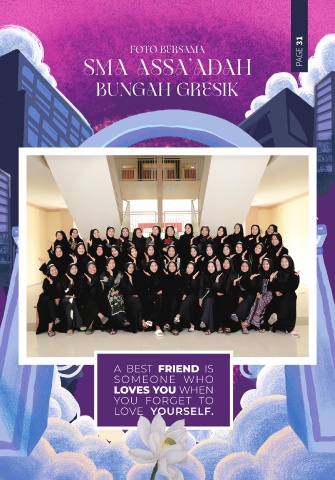 FOTO BERSAMA
SMA ASSA'ADAH
BUNGAH GRESIK
PAGE 31
A BEST FRIEND IS
SOMEONE WHO
LOVES YOU WHEN
YOU FORGET TO
LOVE YOURSELF.